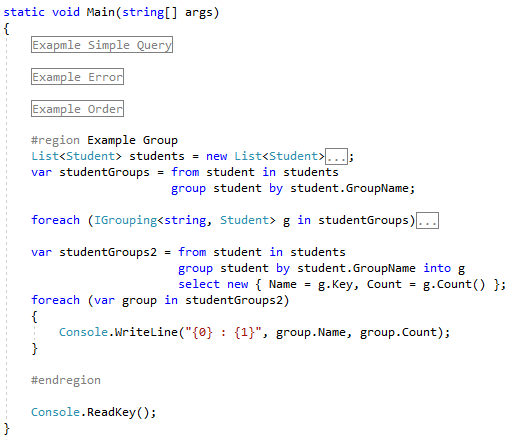 static void Main(string[] args)
{
Exapmle Simple Query
Example Error
Example Order
#region Example Group
List<Student> students = new List<Student>...;
var studentGroups = from student in students
group student by student.GroupName;
foreach (IGrouping<string, Student> g in studentGroups)...
var studentGroups2 = from student in students
group student by student.GroupName into g
select new { Name = g.Key, Count = g.Count() };
foreach (var group in studentGroups2)
{
Console.WriteLine("{0} : {1}", group.Name, group.Count);
}
#endregion
Console.ReadKey();
}